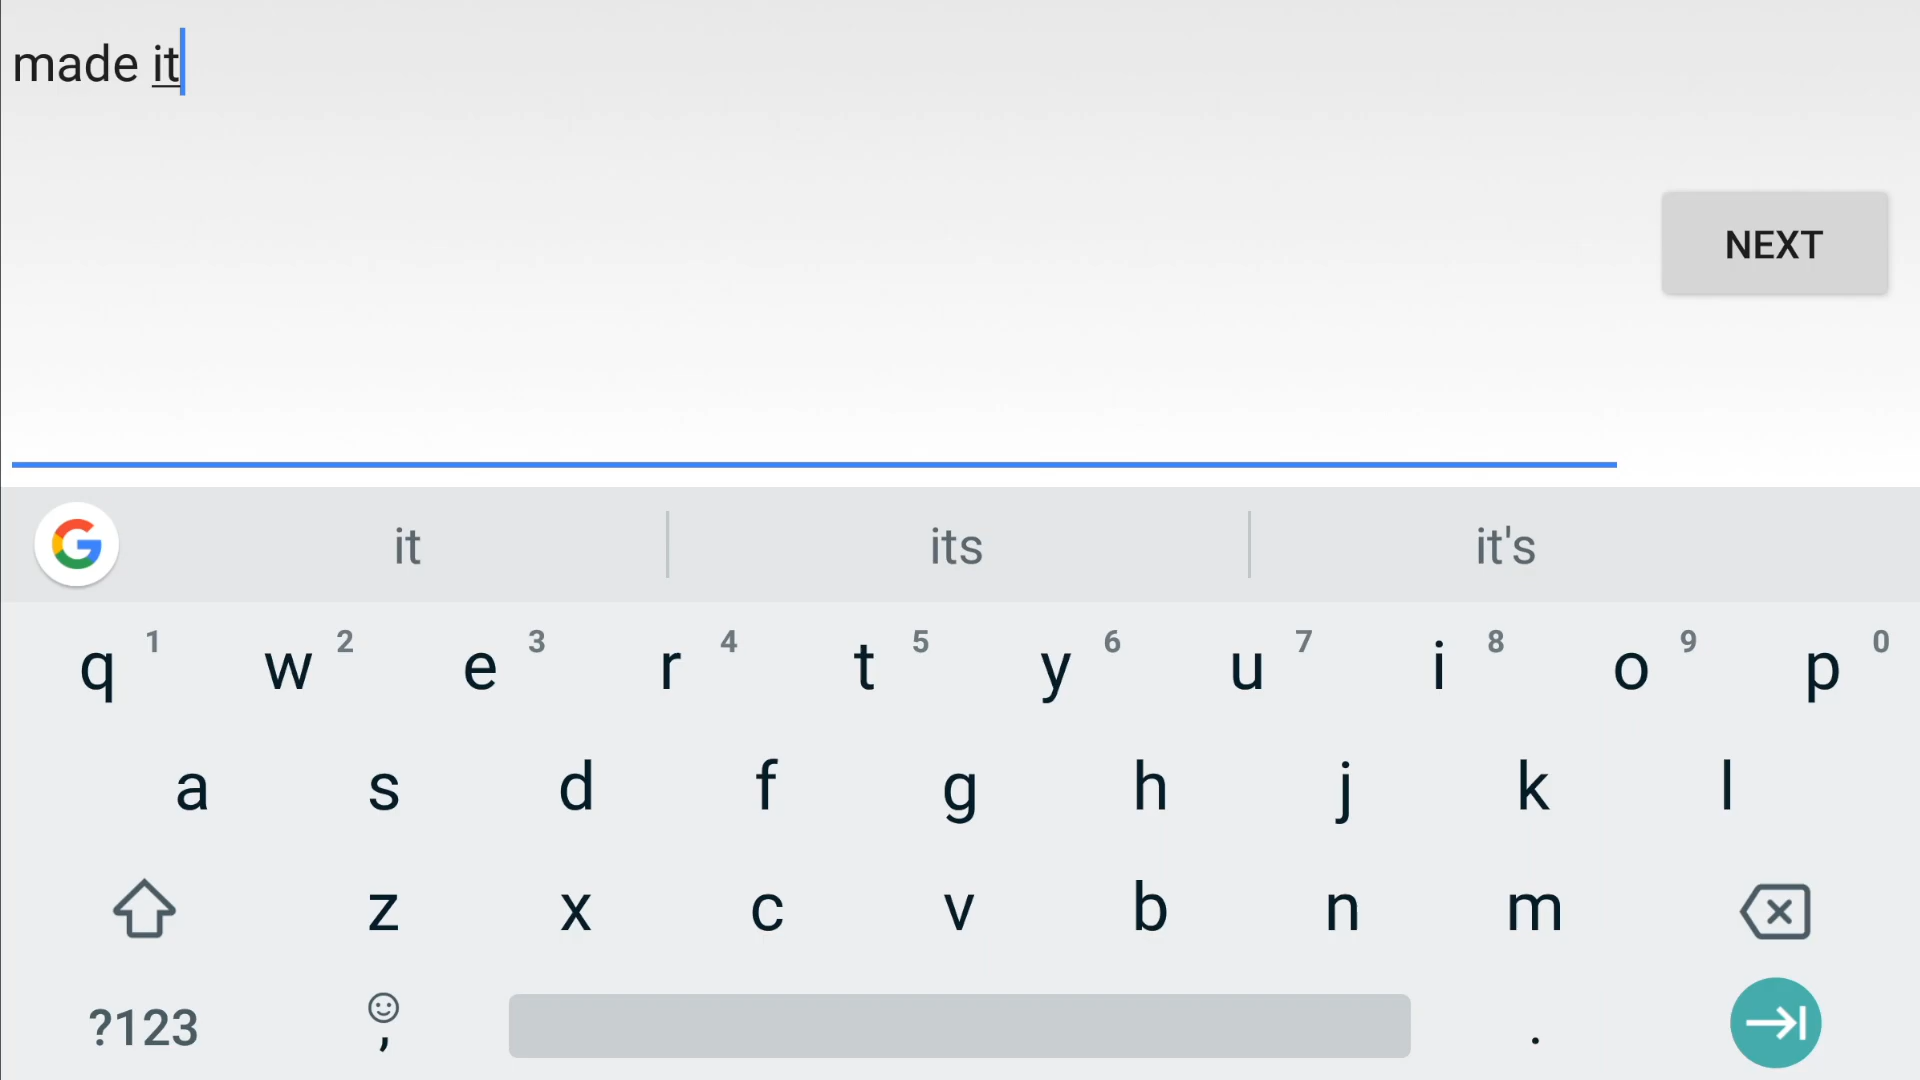 made it
NEXT
it its it's
q 1 w 2 e 3 r 4 t 5 y 6 u 7 i 8 o 9 p 0
a s d f g h j k l
z x c v b n m
?123 , .